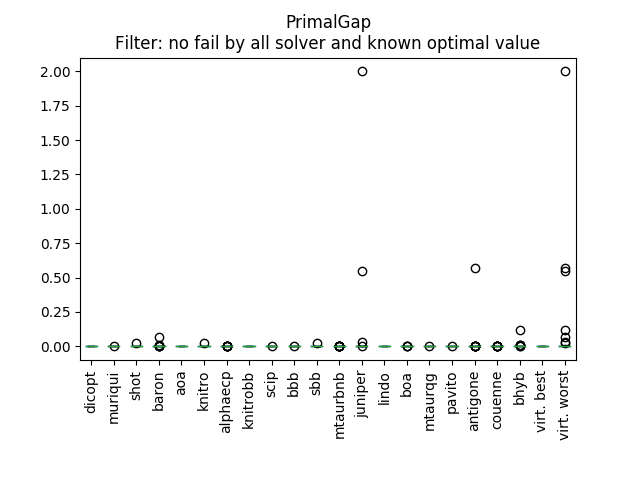 PrimalGap
Filter: no fail by all solver and known optimal value
2.00
1.75
1.50
1.25
1.00
0.75
0.50
0.25
0.00
dicopt
muriqui
shot
baron
aoa
knitro
alphaecp
knitrobb
scip
bbb
sbb
mtaurbnb
juniper
lindo
boa
mtaurqg
pavito
antigone
couenne
bhyb
virt. best
virt. worst